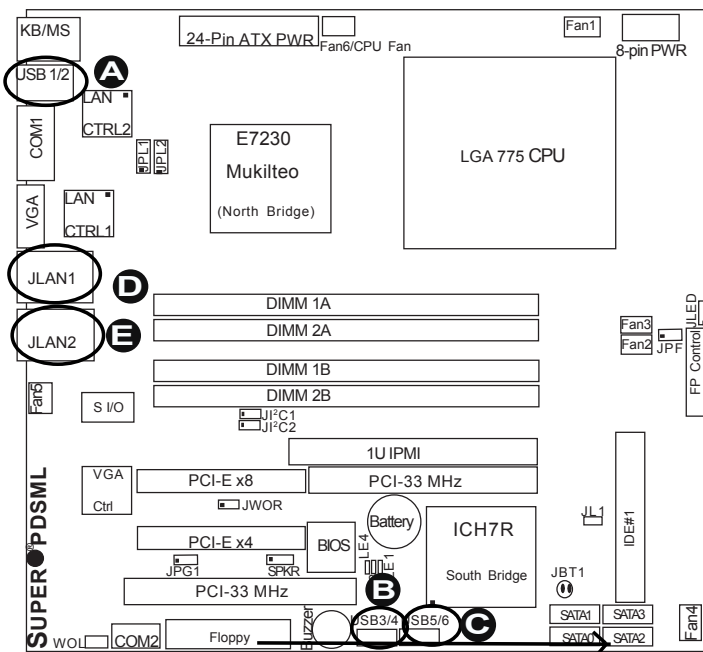 KB/MS
24-Pin ATX PWR
Fan6/CPU Fan
Fan1
8-pin PWR
USB 1/2
A
LAN
CTRL2
COM1
JPL1
JPL2
E7230
Mukilteo
(North Bridge)
LGA 775 CPU
VGA
LAN
CTRL1
JLAN1
D
JLAN2
E
DIMM 1A
DIMM 2A
DIMM 1B
DIMM 2B
Fan3
Fan2
JPF
JLED
FP Control
Fan5
S I/O
JI²C1
JI²C2
1U IPMI
PCI-E x8
PCI-33 MHz
VGA
Ctrl
JWOR
Battery
ICH7R
South Bridge
JL1
IDE#1
PCI-E x4
BIOS
LE4
LE1
JPG1
SPKR
JBT1
PCI-33 MHz
B
C
SUPER® PDSML
WOL
COM2
Floppy
Buzzer
USB3/4
USB5/6
SATA1
SATA3
SATA0
SATA2
Fan4